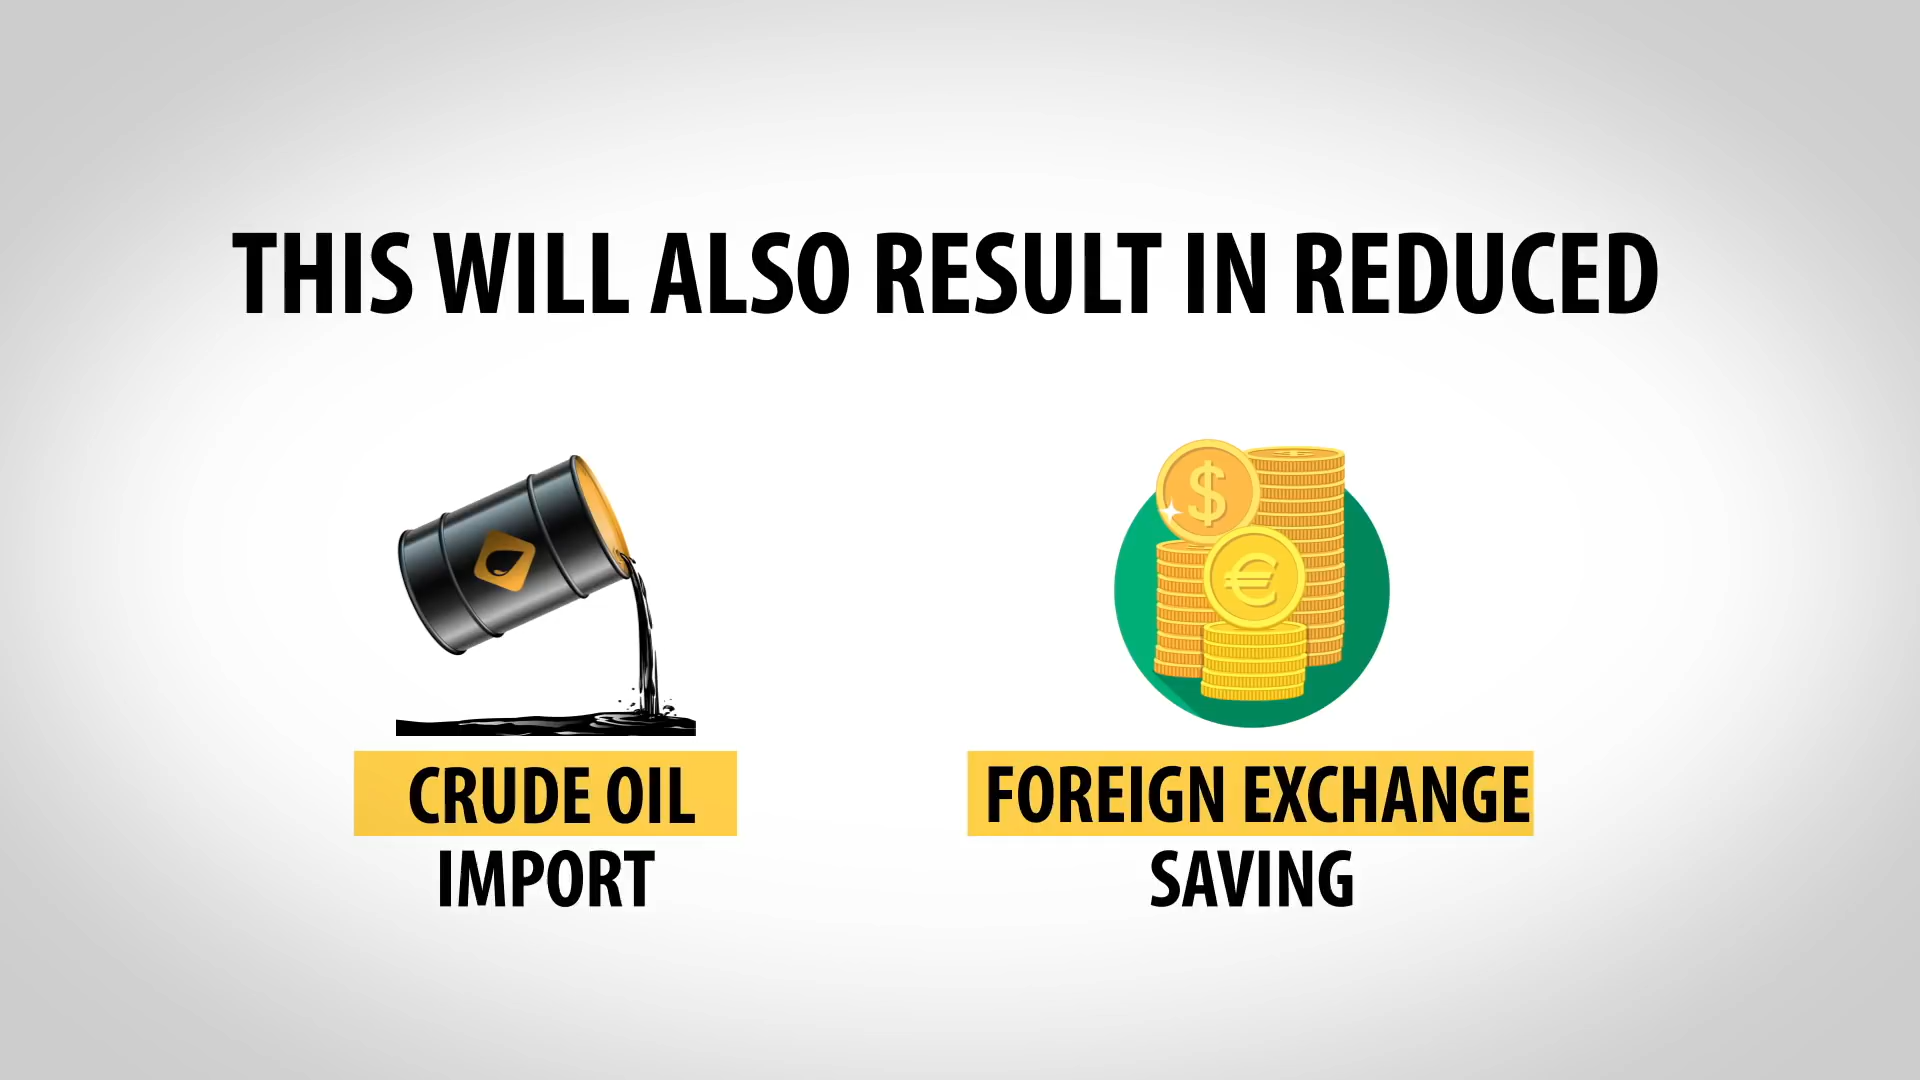 THIS WILL ALSO RESULT IN REDUCED
$
€
CRUDE OIL
IMPORT
FOREIGN EXCHANGE
SAVING